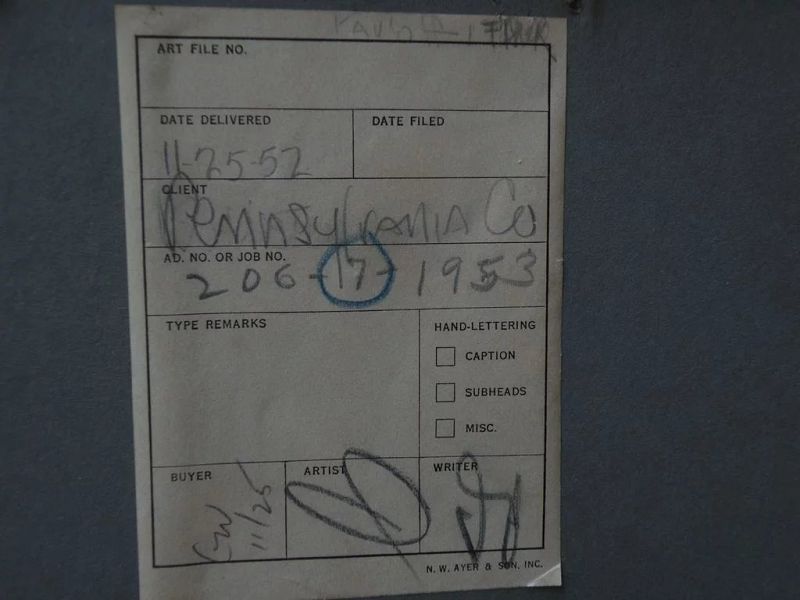 ART FILE NO.
DATE DELIVERED
DATE FILED
11-25-52
CLIENT
Pennsylvania Co
AD. NO. OR JOB NO.
206-17-1953
TYPE REMARKS
HAND-LETTERING
CAPTION
SUBHEADS
MISC.
BUYER
ARTIST
WRITER
GW
11/25
N. W. AYER & SON, INC.